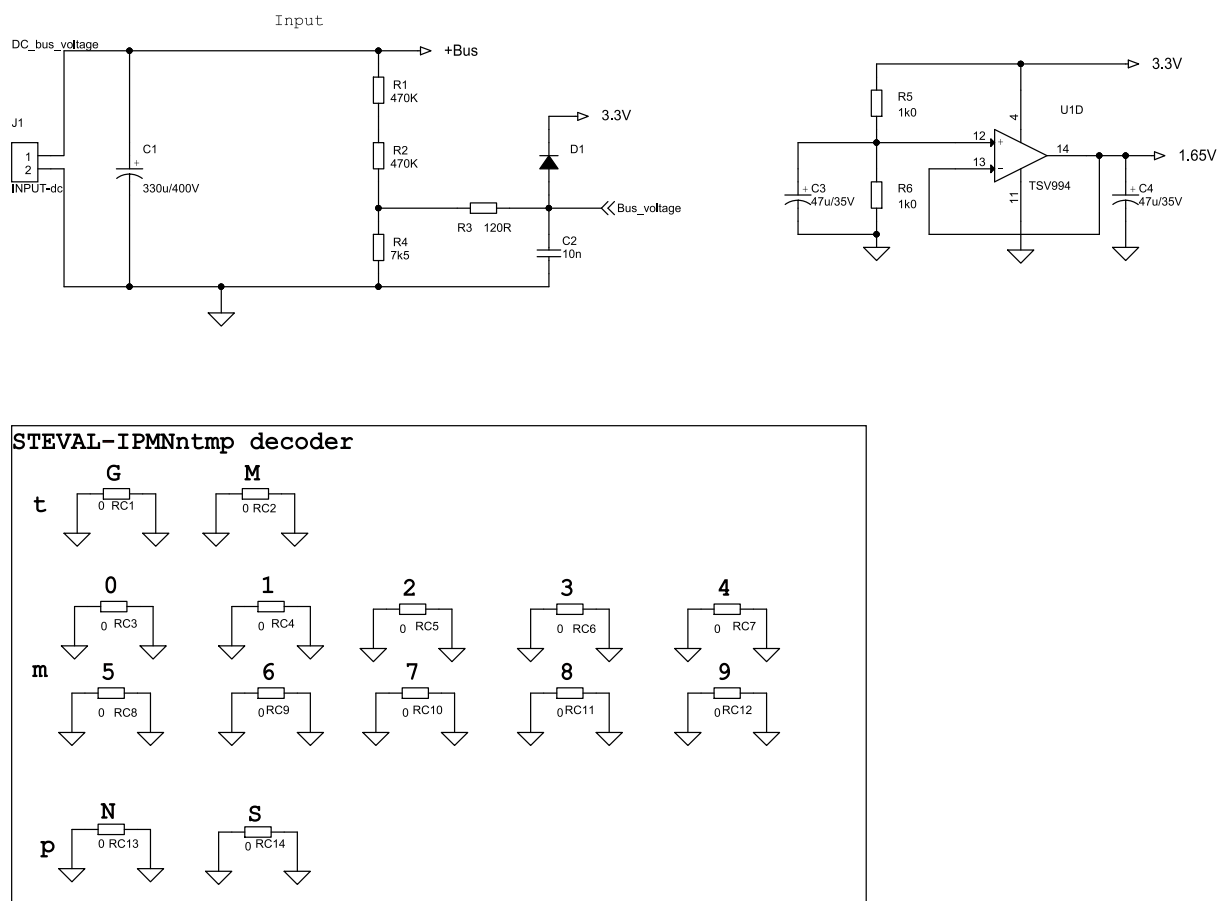 Input
DC_bus_voltage
+Bus
R1
470K
R2
470K
J1
1
2
INPUT-dc
C1
+
330u/400V
3.3V
D1
R3 120R
Bus_voltage
R4
7k5
C2
10n
3.3V
R5
1k0
U1D
4
12
+
13
-
14
11
TSV994
1.65V
+
C3
47u/35V
R6
1k0
+
C4
47u/35V
STEVAL-IPMNntmp decoder
t
G
M
0 RC1
0 RC2
0 1 2 3 4
0 RC3
0 RC4
0 RC5
0 RC6
0 RC7
m
5 6 7 8 9
0 RC8
0 RC9
0 RC10
0 RC11
0 RC12
p
N
S
0 RC13
0 RC14